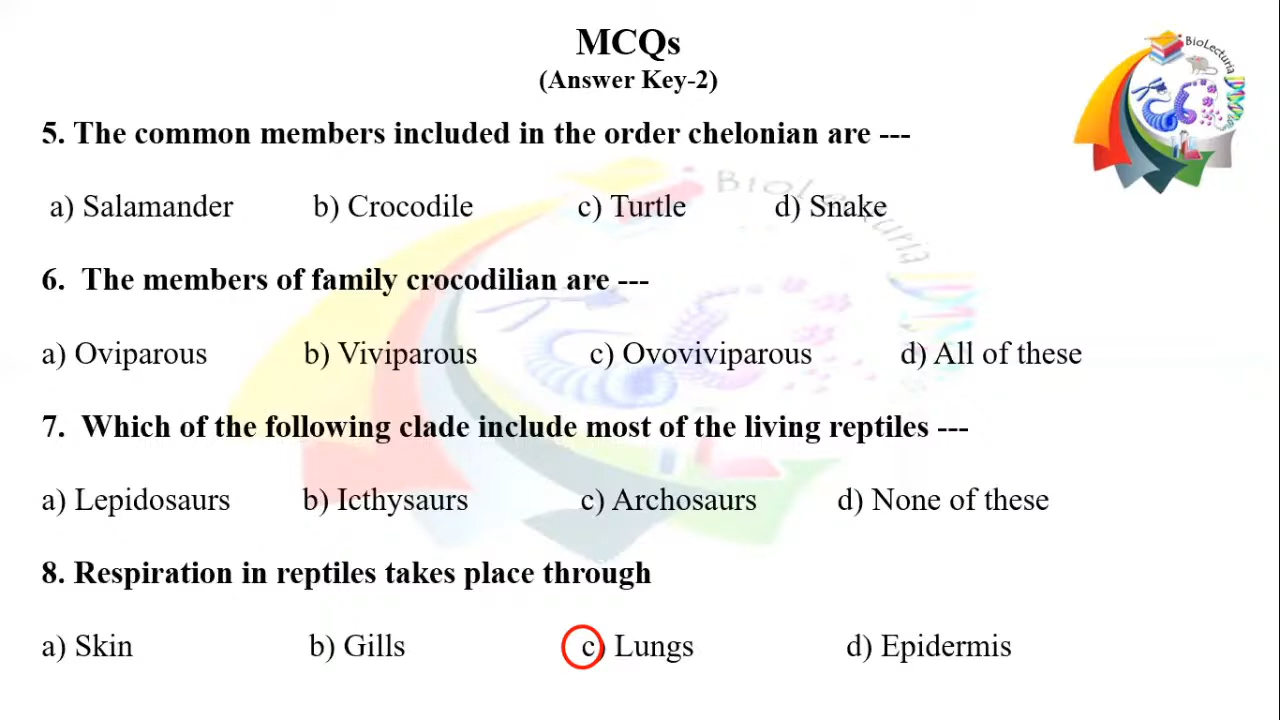 MCQs
(Answer Key-2)
BioLecturia
5. The common members included in the order chelonian are ---
a) Salamander b) Crocodile c) Turtle d) Snake
6. The members of family crocodilian are ---
a) Oviparous b) Viviparous c) Ovoviviparous d) All of these
7. Which of the following clade include most of the living reptiles ---
a) Lepidosaurs b) Icthysaurs c) Archosaurs d) None of these
8. Respiration in reptiles takes place through
a) Skin b) Gills c) Lungs d) Epidermis
BioLecturia